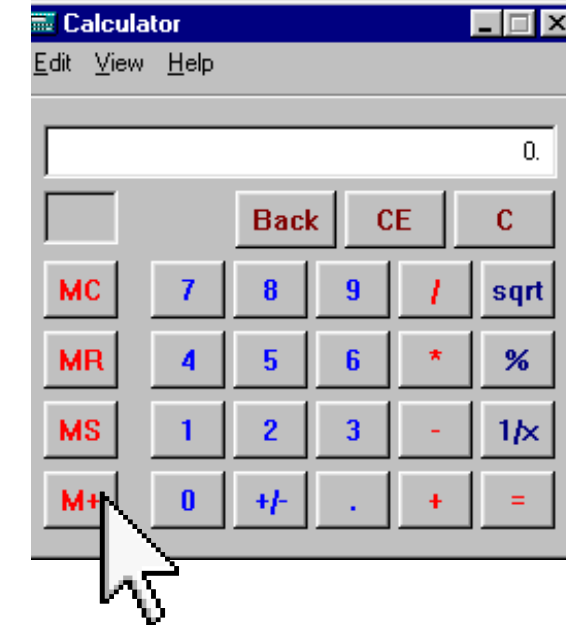 Calculator
Edit View Help
0.
Back CE C
MC 7 8 9 / sqrt
MR 4 5 6 * %
MS 1 2 3 - 1/x
M+ 0 +/- . + =